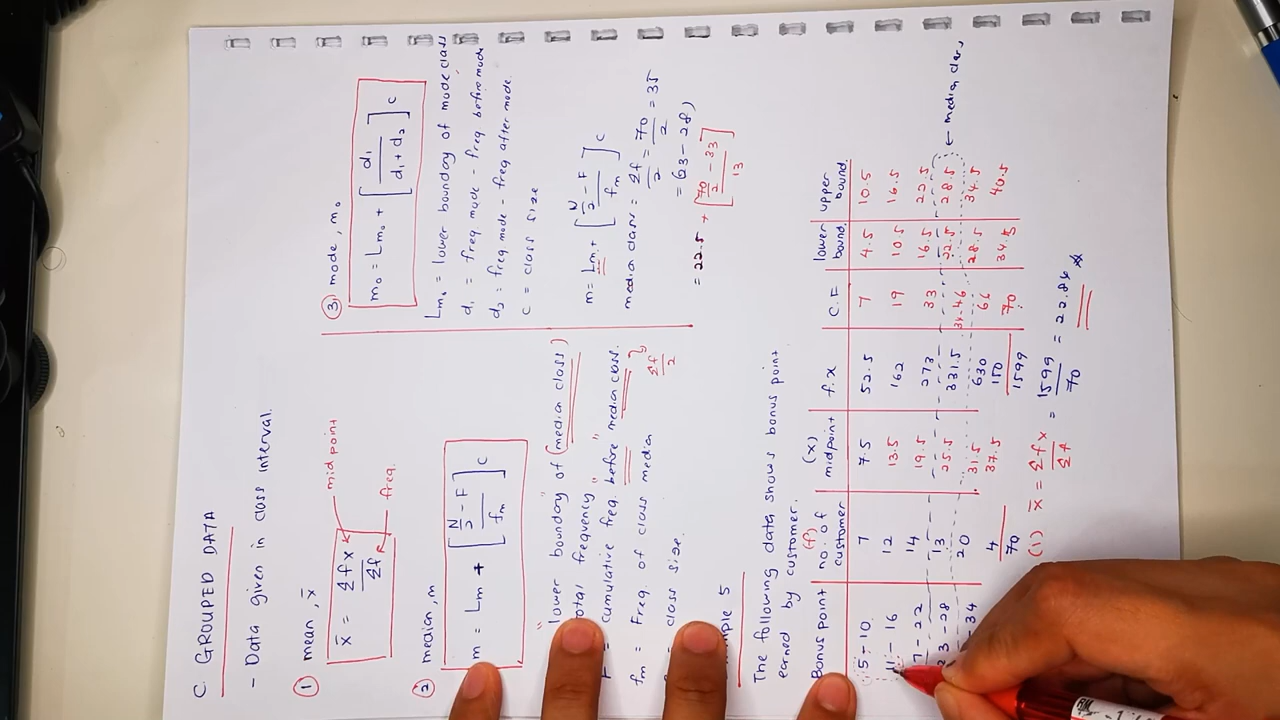 C. GROUPED DATA
- Data given in class interval.
① mean, x̄
x̄ = Σfx / Σf
mid point
freq.
② median, m
m = Lm + [ (N/2 - F) / fm ] C
"lower boundary of (median class)
total frequency
cumulative freq. "before median class.
Σf/2
fm = Freq. of class median
class size.
③ mode, m₀
m₀ = Lm₀ + [ d₁ / (d₁ + d₂) ] C
Lm₀ = lower boundary of mode class
d₁ = freq mode - freq before mode
d₂ = freq mode - freq after mode.
C = class size
m = Lm + [ (N/2 - F) / fm ] C
median class = Σf/2 = 70/2 = 35
= (63 - 28)
= 22.5 + [ (70/2 - 33) / 13 ]
The following data shows bonus point
earned by customer.
Bonus point | (f) no. of customer | (x) midpoint | f.x | C.F | lower bound. | upper bound.
5 - 10 | 7 | 7.5 | 52.5 | 7 | 4.5 | 10.5
11 - 16 | 12 | 13.5 | 162 | 19 | 10.5 | 16.5
17 - 22 | 14 | 19.5 | 273 | 33 | 16.5 | 22.5
23 - 28 | 13 | 25.5 | 331.5 | 34-46 | 22.5 | 28.5 ← median class
- 34 | 20 | 31.5 | 630 | 66 | 28.5 | 34.5
4 | 37.5 | 150 | 70 | 34.5 | 40.5
70 | 1599
(i) x̄ = Σfx / Σf = 1599 / 70 = 22.84